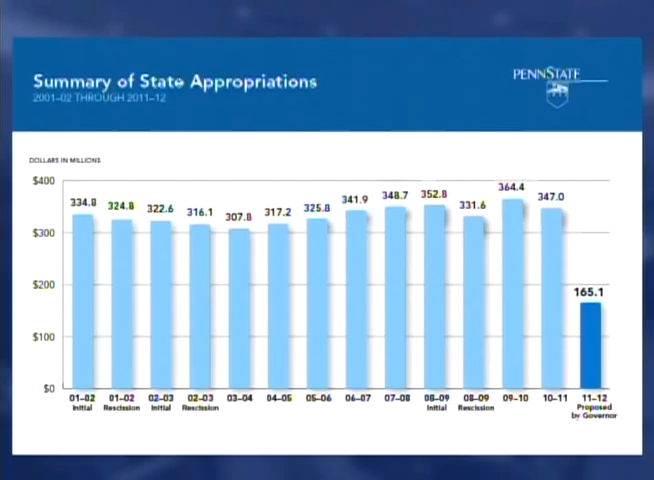 Summary of State Appropriations
2001–02 THROUGH 2011–12
PENNSTATE
DOLLARS IN MILLIONS
$400
$300
$200
$100
$0
334.8
324.8
322.6
316.1
307.8
317.2
325.8
341.9
348.7
352.8
331.6
364.4
347.0
165.1
01–02 Initial
01–02 Rescission
02–03 Initial
02–03 Rescission
03–04
04–05
05–06
06–07
07–08
08–09 Initial
08–09 Rescission
09–10
10–11
11–12
Proposed
by Governor